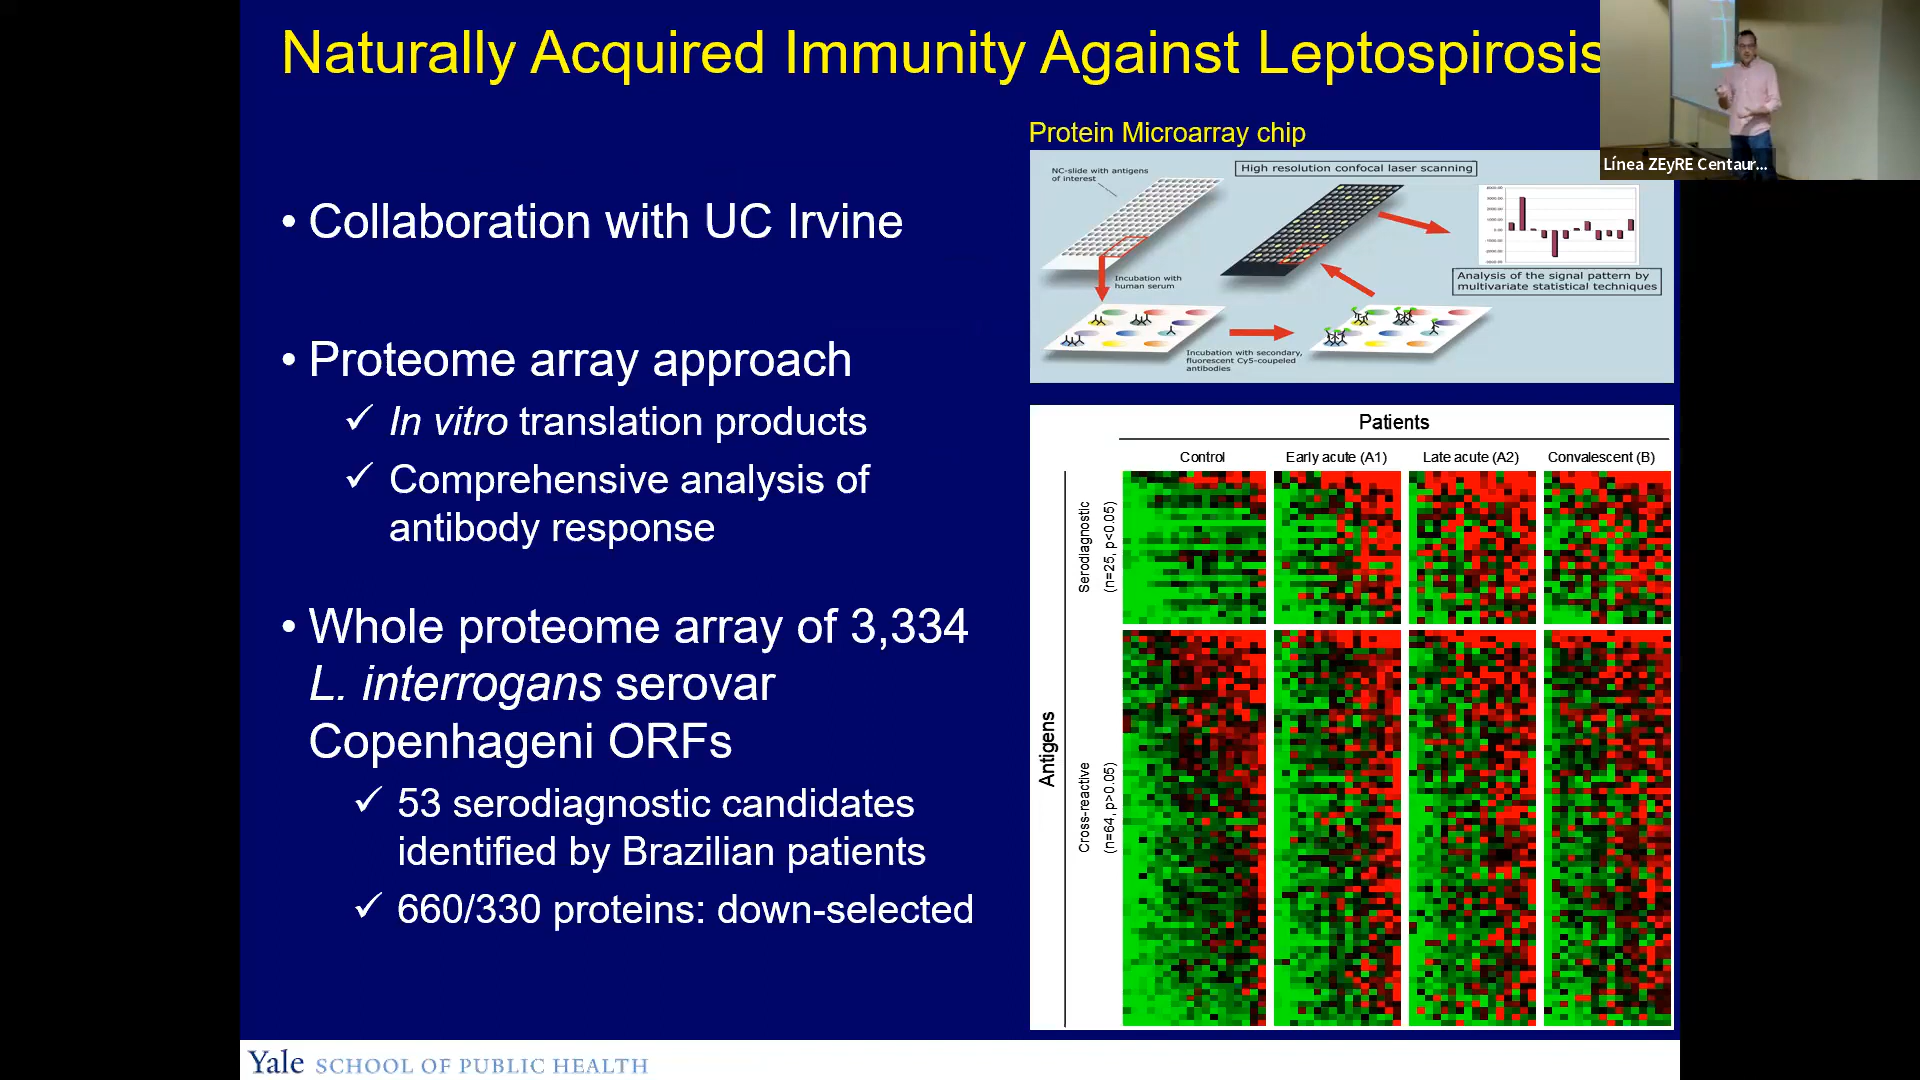 Naturally Acquired Immunity Against Leptospirosis
Línea ZEyRE Centaur...
• Collaboration with UC Irvine
• Proteome array approach
✓ In vitro translation products
✓ Comprehensive analysis of
antibody response
• Whole proteome array of 3,334
L. interrogans serovar
Copenhageni ORFs
✓ 53 serodiagnostic candidates
identified by Brazilian patients
✓ 660/330 proteins: down-selected
Protein Microarray chip
NC-slide with antigens
of interest
High resolution confocal laser scanning
Incubation with
human serum
Analysis of the signal pattern by
multivariate statistical techniques
Incubation with secondary,
fluorescent Cy5-coupeled
antibodies
Patients
Control
Early acute (A1)
Late acute (A2)
Convalescent (B)
Antigens
Serodiagnostic
(n=25, p<0.05)
Cross-reactive
(n=64, p>0.05)
Yale SCHOOL OF PUBLIC HEALTH